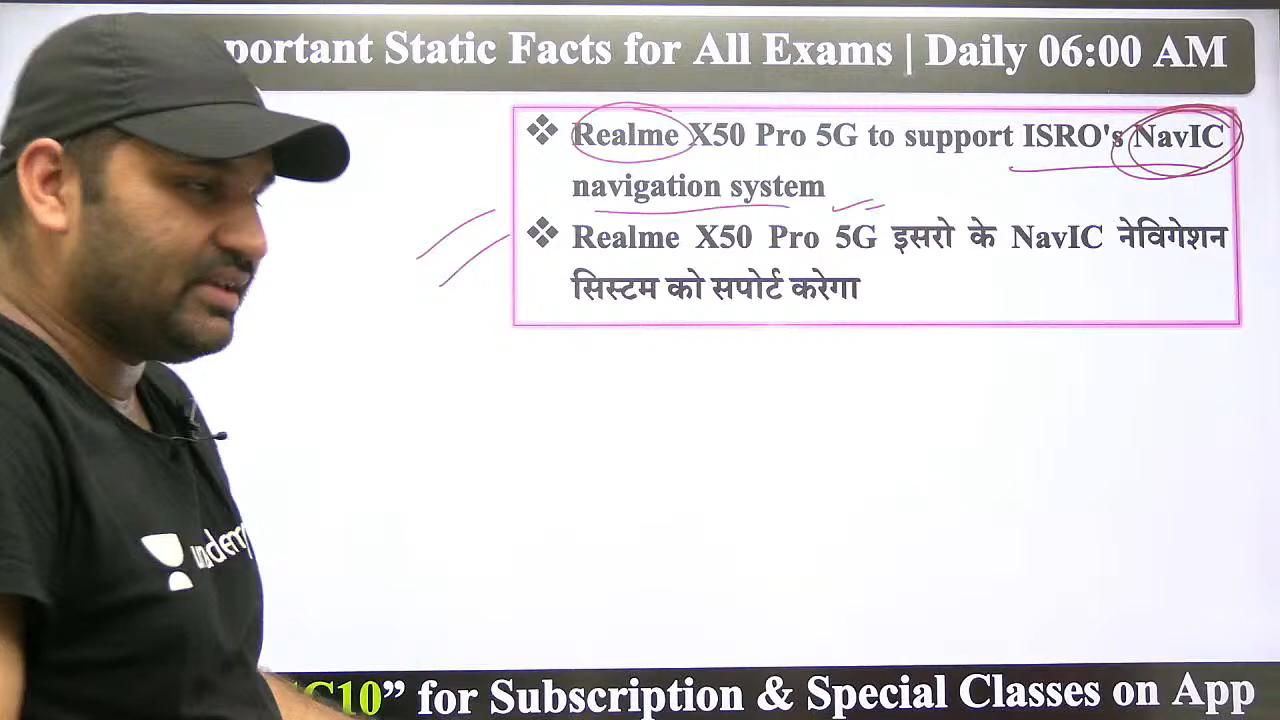 portant Static Facts for All Exams | Daily 06:00 AM
❖ Realme X50 Pro 5G to support ISRO's NavIC
navigation system
❖ Realme X50 Pro 5G इसरो के NavIC नेविगेशन
सिस्टम को सपोर्ट करेगा
unademy
C10” for Subscription & Special Classes on App